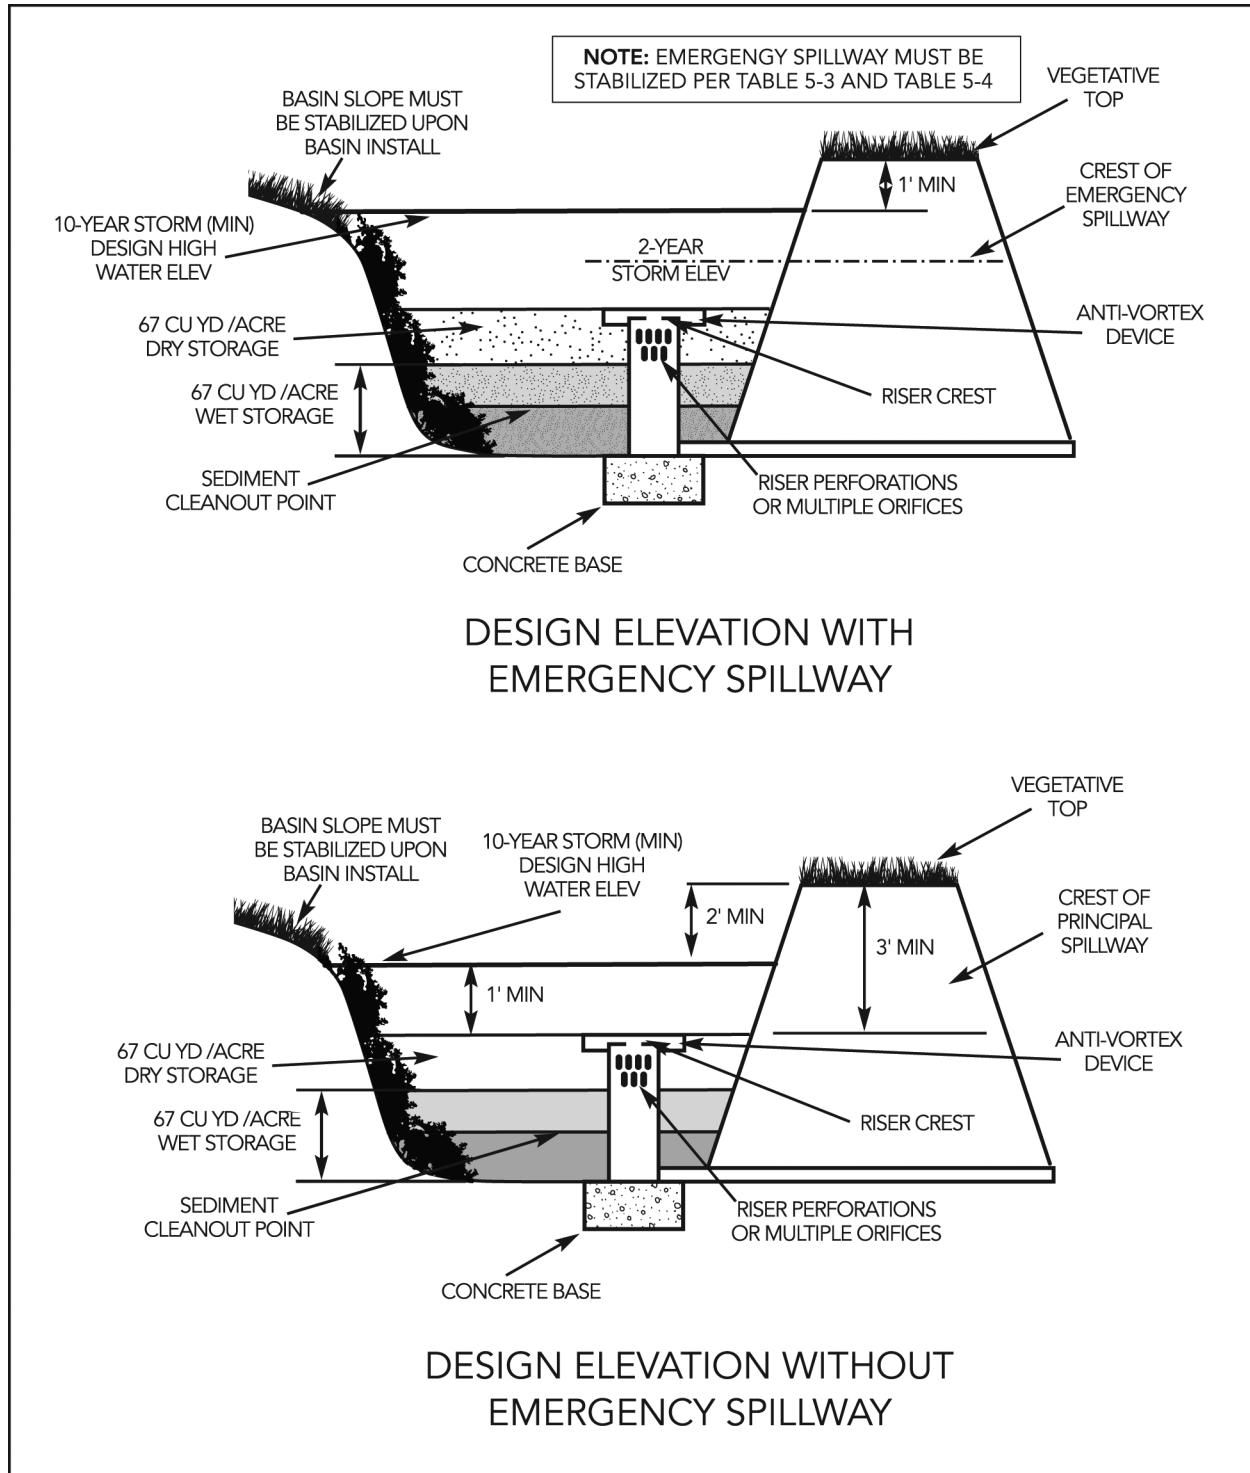 NOTE: EMERGENGY SPILLWAY MUST BE
STABILIZED PER TABLE 5-3 AND TABLE 5-4
VEGETATIVE
TOP
BASIN SLOPE MUST
BE STABILIZED UPON
BASIN INSTALL
CREST OF
EMERGENCY
SPILLWAY
1' MIN
10-YEAR STORM (MIN)
DESIGN HIGH
WATER ELEV
2-YEAR
STORM ELEV
67 CU YD /ACRE
DRY STORAGE
ANTI-VORTEX
DEVICE
67 CU YD /ACRE
WET STORAGE
RISER CREST
SEDIMENT
CLEANOUT POINT
RISER PERFORATIONS
OR MULTIPLE ORIFICES
CONCRETE BASE
DESIGN ELEVATION WITH
EMERGENCY SPILLWAY
VEGETATIVE
TOP
BASIN SLOPE MUST
BE STABILIZED UPON
BASIN INSTALL
10-YEAR STORM (MIN)
DESIGN HIGH
WATER ELEV
2' MIN
CREST OF
PRINCIPAL
SPILLWAY
3' MIN
1' MIN
67 CU YD /ACRE
DRY STORAGE
ANTI-VORTEX
DEVICE
67 CU YD /ACRE
WET STORAGE
RISER CREST
SEDIMENT
CLEANOUT POINT
RISER PERFORATIONS
OR MULTIPLE ORIFICES
CONCRETE BASE
DESIGN ELEVATION WITHOUT
EMERGENCY SPILLWAY